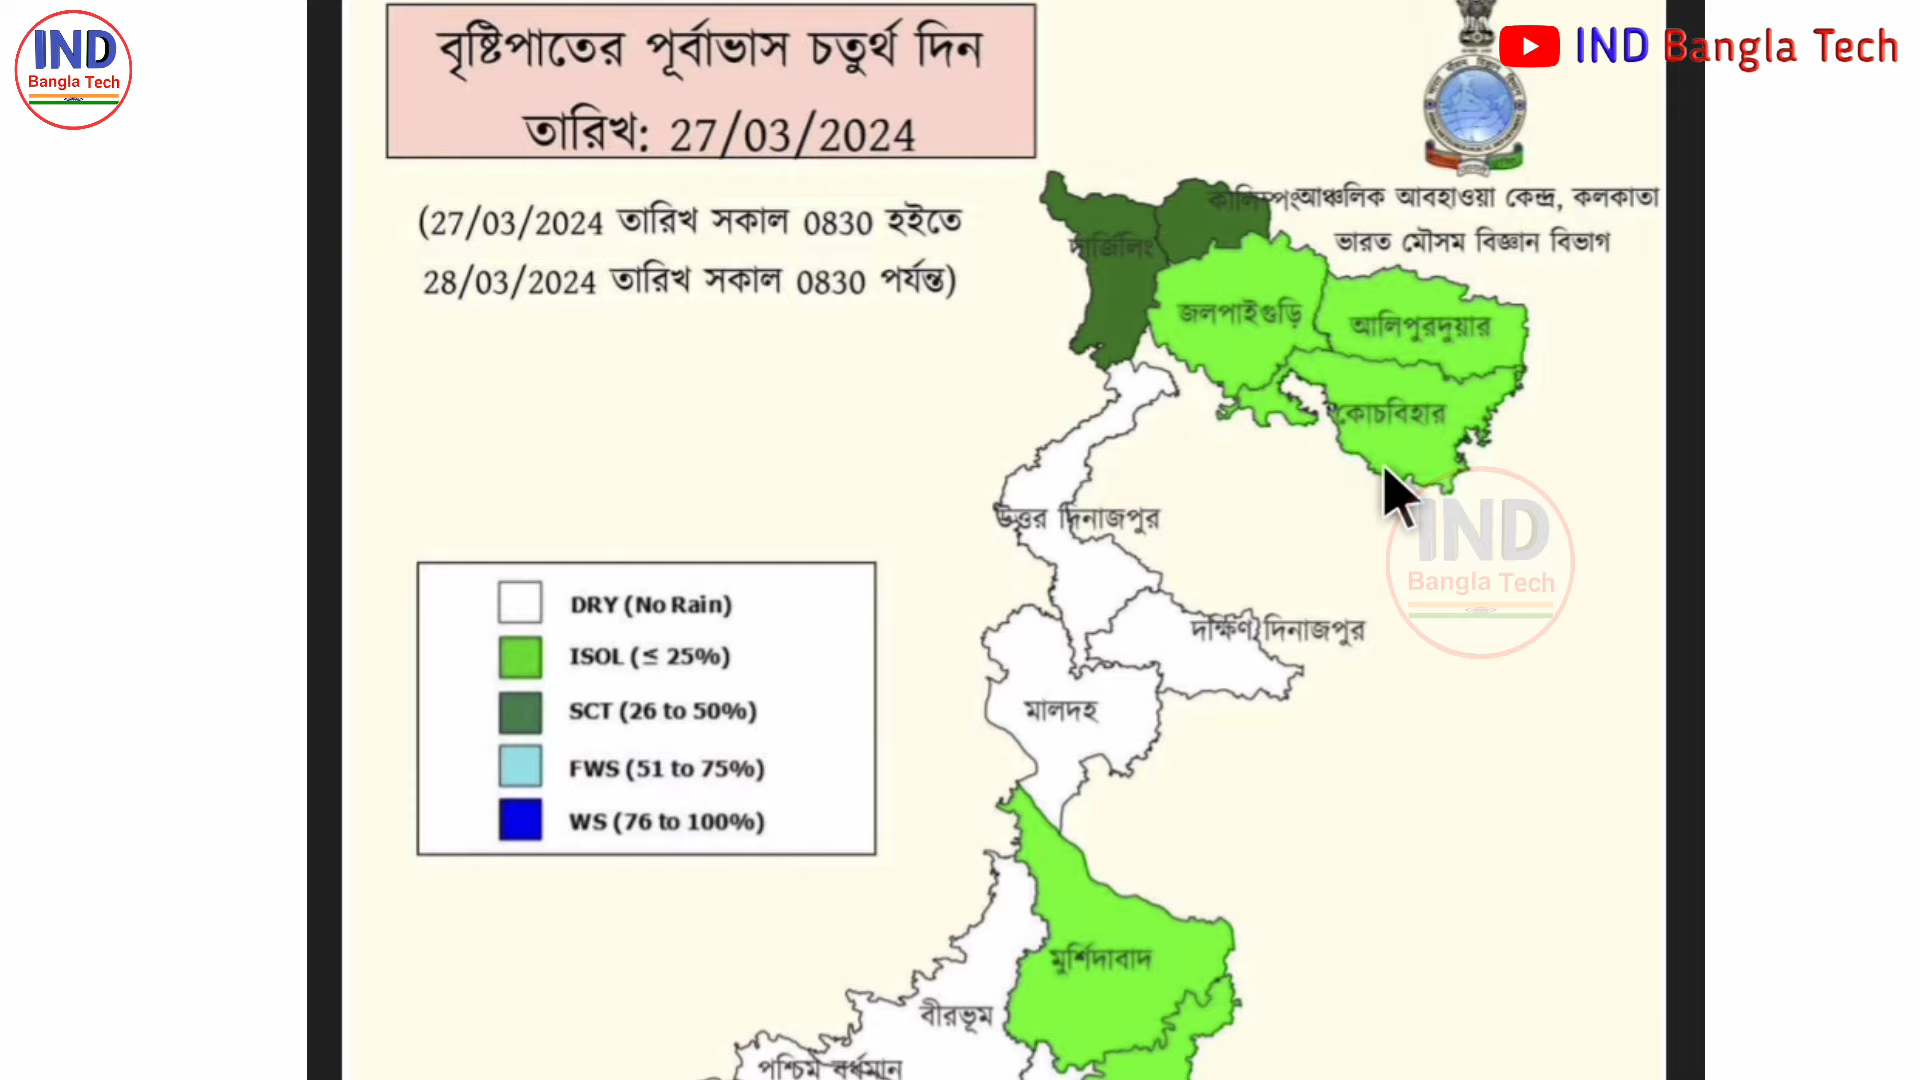 IND
Bangla Tech
বৃষ্টিপাতের পূর্বাভাস চতুর্থ দিন
তারিখ: 27/03/2024
IND Bangla Tech
(27/03/2024 তারিখ সকাল 0830 হইতে
28/03/2024 তারিখ সকাল 0830 পর্যন্ত)
আঞ্চলিক আবহাওয়া কেন্দ্র, কলকাতা
ভারত মৌসম বিজ্ঞান বিভাগ
কালিম্পং
দার্জিলিং
জলপাইগুড়ি
আলিপুরদুয়ার
কোচবিহার
উত্তর দিনাজপুর
IND
Bangla Tech
দক্ষিণ দিনাজপুর
মালদহ
DRY (No Rain)
ISOL (≤ 25%)
SCT (26 to 50%)
FWS (51 to 75%)
WS (76 to 100%)
মুর্শিদাবাদ
বীরভূম
পশ্চিম বর্ধমান